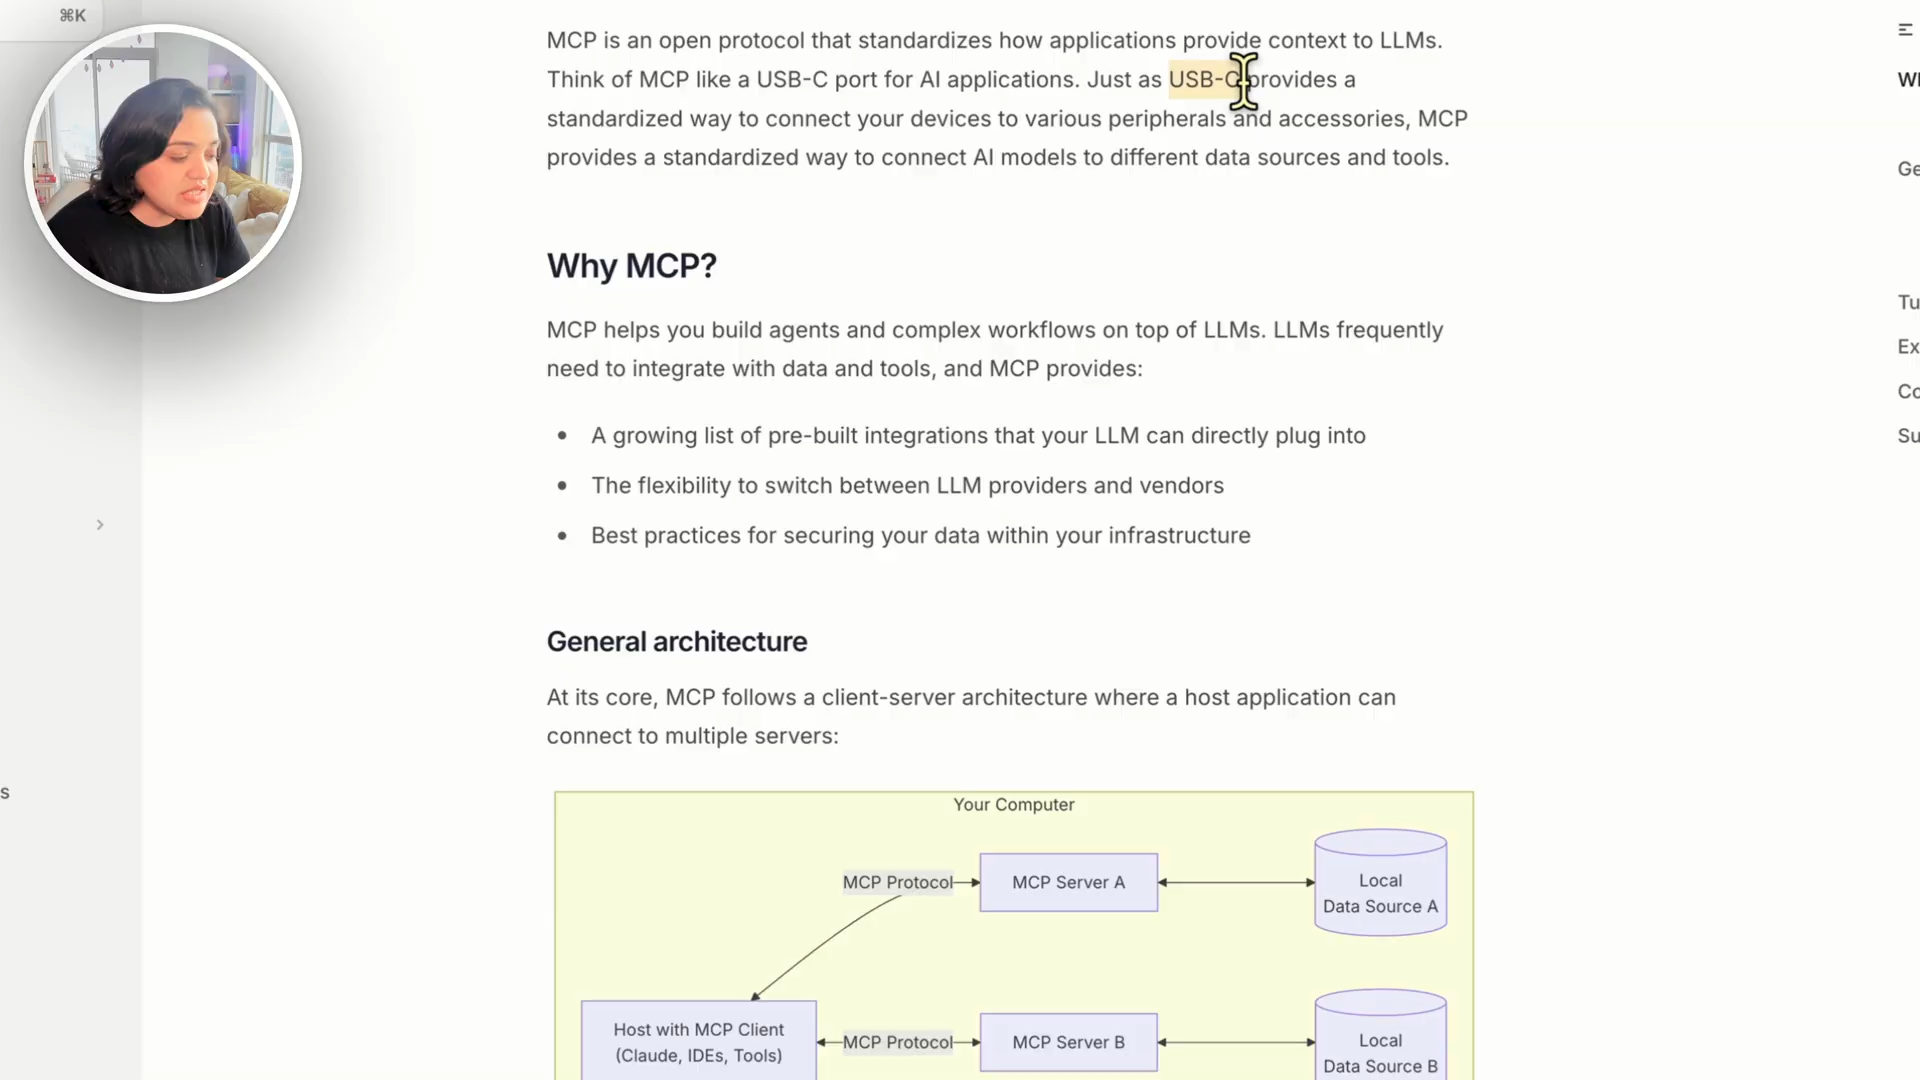 ⌘K
MCP is an open protocol that standardizes how applications provide context to LLMs.
Think of MCP like a USB-C port for AI applications. Just as USB-C provides a
standardized way to connect your devices to various peripherals and accessories, MCP
provides a standardized way to connect AI models to different data sources and tools.
Why MCP?
MCP helps you build agents and complex workflows on top of LLMs. LLMs frequently
need to integrate with data and tools, and MCP provides:
• A growing list of pre-built integrations that your LLM can directly plug into
• The flexibility to switch between LLM providers and vendors
• Best practices for securing your data within your infrastructure
General architecture
At its core, MCP follows a client-server architecture where a host application can
connect to multiple servers:
Your Computer
MCP Protocol
MCP Server A
Local
Data Source A
Host with MCP Client
(Claude, IDEs, Tools)
MCP Protocol
MCP Server B
Local
Data Source B
s
Ge
Tu
Ex
Co
Su